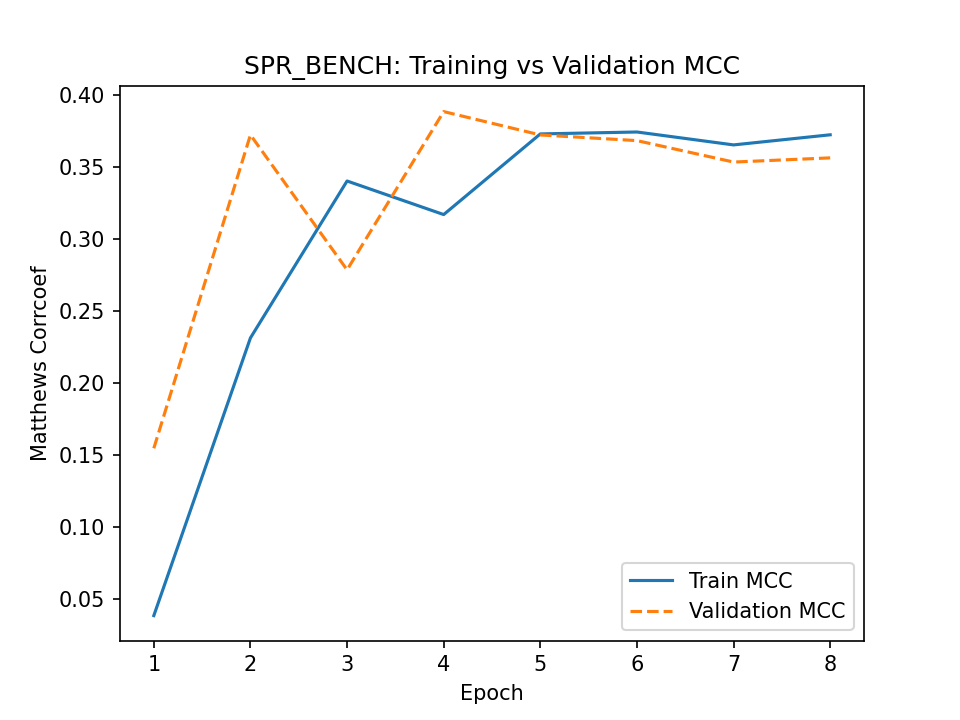 SPR_BENCH: Training vs Validation MCC
Matthews Corrcoef
0.40
0.35
0.30
0.25
0.20
0.15
0.10
0.05
1 2 3 4 5 6 7 8
Epoch
Train MCC
Validation MCC